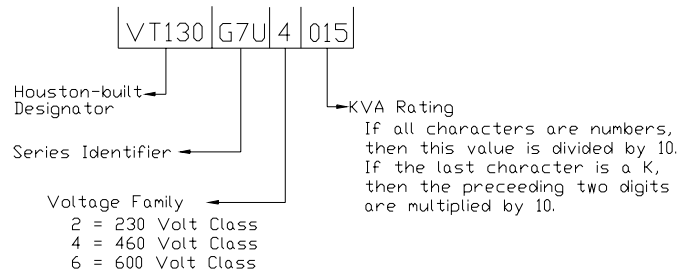 VT130 G7U 4 015
Houston-built
Designator
KVA Rating
If all characters are numbers,
then this value is divided by 10.
If the last character is a K,
then the preceeding two digits
are multiplied by 10.
Series Identifier
Voltage Family
2 = 230 Volt Class
4 = 460 Volt Class
6 = 600 Volt Class